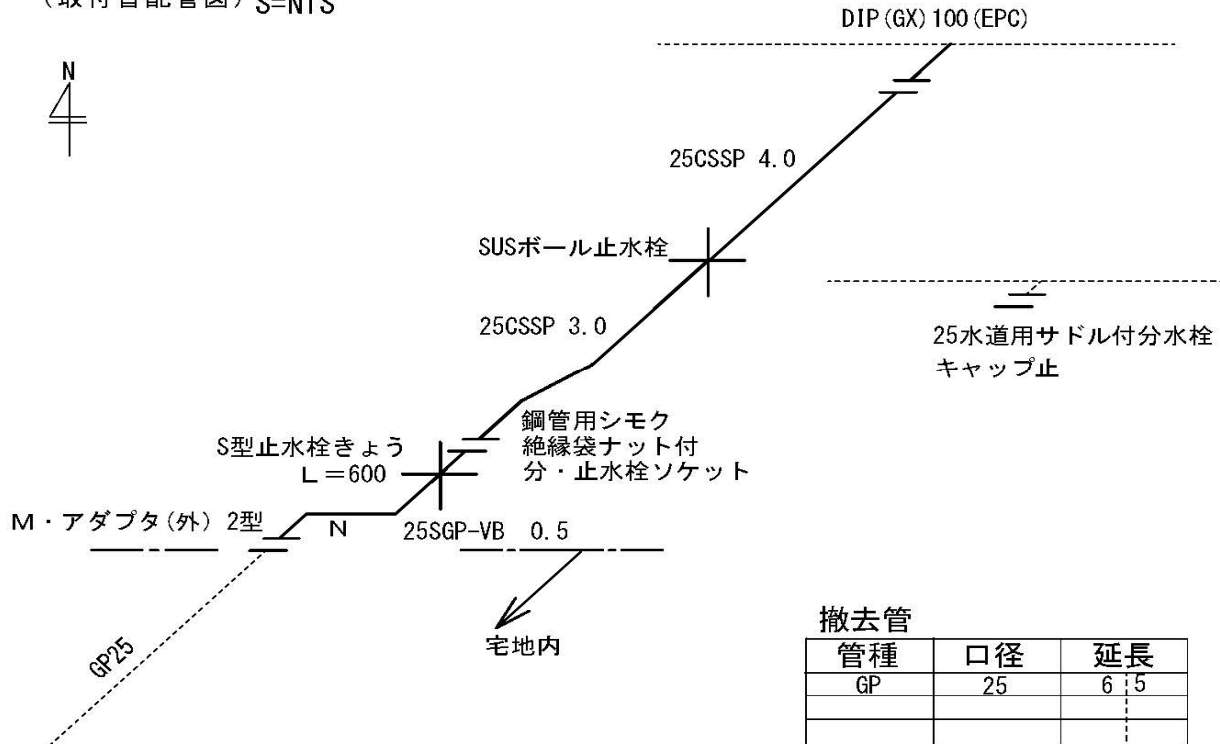 （取付管配管図）S=NTS
DIP(GX)100(EPC)
N
25CSSP 4.0
SUSボール止水栓
25CSSP 3.0
25水道用サドル付分水栓
キャップ止
鋼管用シモク
絶縁袋ナット付
分・止水栓ソケット
S型止水栓きょう
L=600
M・アダプタ(外) 2型
N
25SGP-VB 0.5
宅地内
GP25
撤去管
管種 口径 延長
GP 25 6 5